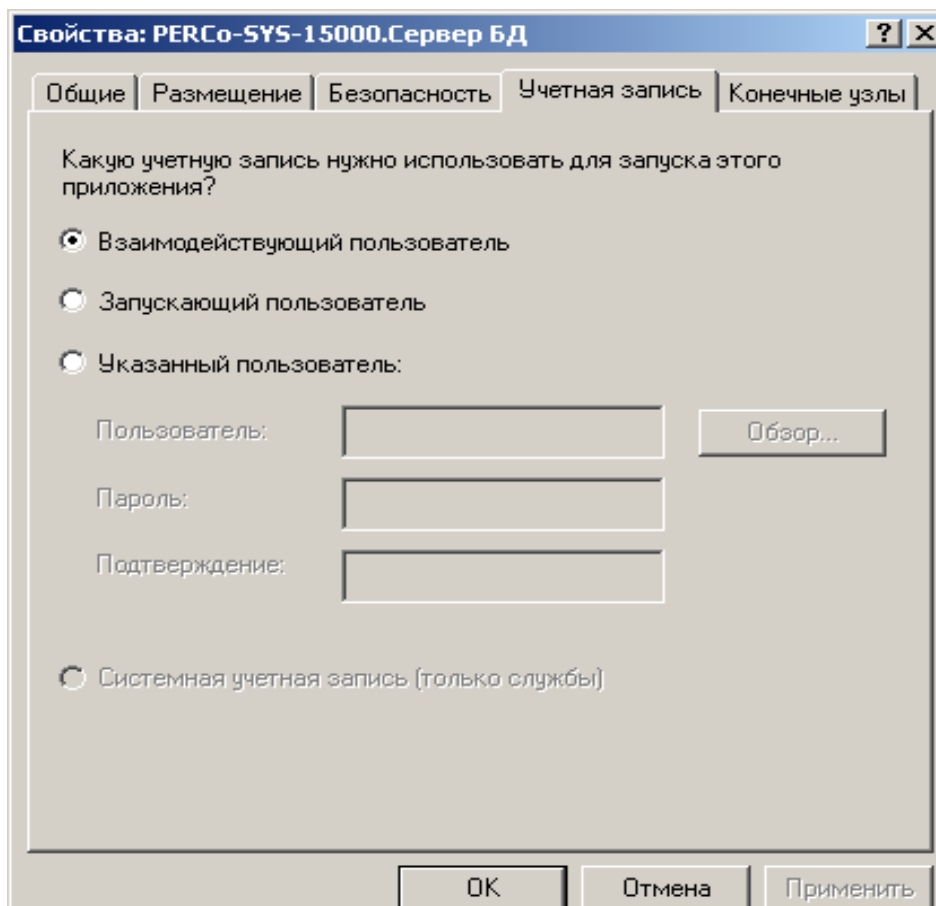 Свойства: PERCo-SYS-15000.Сервер БД
Общие Размещение Безопасность Учетная запись Конечные узлы
Какую учетную запись нужно использовать для запуска этого
приложения?
Взаимодействующий пользователь
Запускающий пользователь
Указанный пользователь:
Пользователь: Обзор...
Пароль:
Подтверждение:
Системная учетная запись (только службы)
OK Отмена Применить